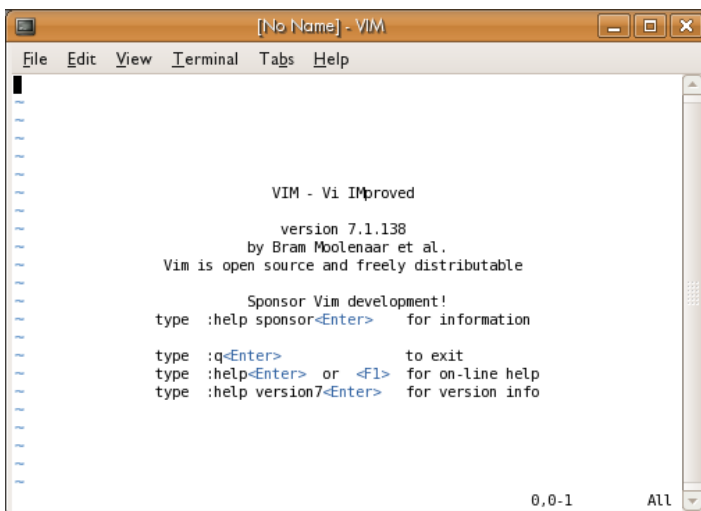 [No Name] - VIM
File Edit View Terminal Tabs Help
~
~
~
~
~
~ VIM - Vi IMproved
~
~ version 7.1.138
~ by Bram Moolenaar et al.
~ Vim is open source and freely distributable
~
~ Sponsor Vim development!
~ type :help sponsor<Enter> for information
~
~ type :q<Enter> to exit
~ type :help<Enter> or <F1> for on-line help
~ type :help version7<Enter> for version info
~
~
~
~
~
0,0-1 All